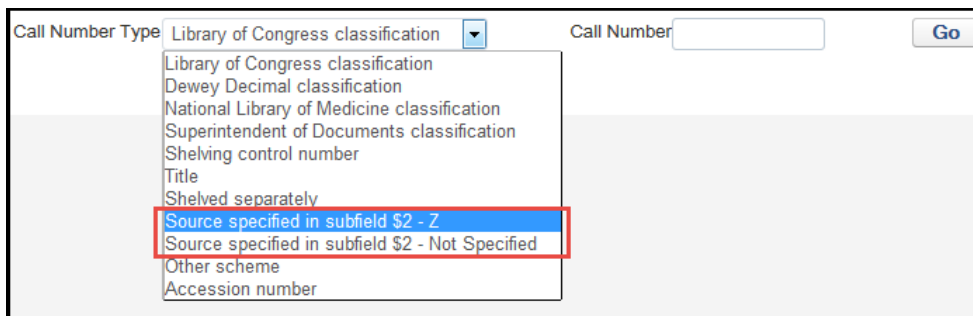 Call Number Type Library of Congress classification Call Number Go
Library of Congress classification
Dewey Decimal classification
National Library of Medicine classification
Superintendent of Documents classification
Shelving control number
Title
Shelved separately
Source specified in subfield $2 - Z
Source specified in subfield $2 - Not Specified
Other scheme
Accession number